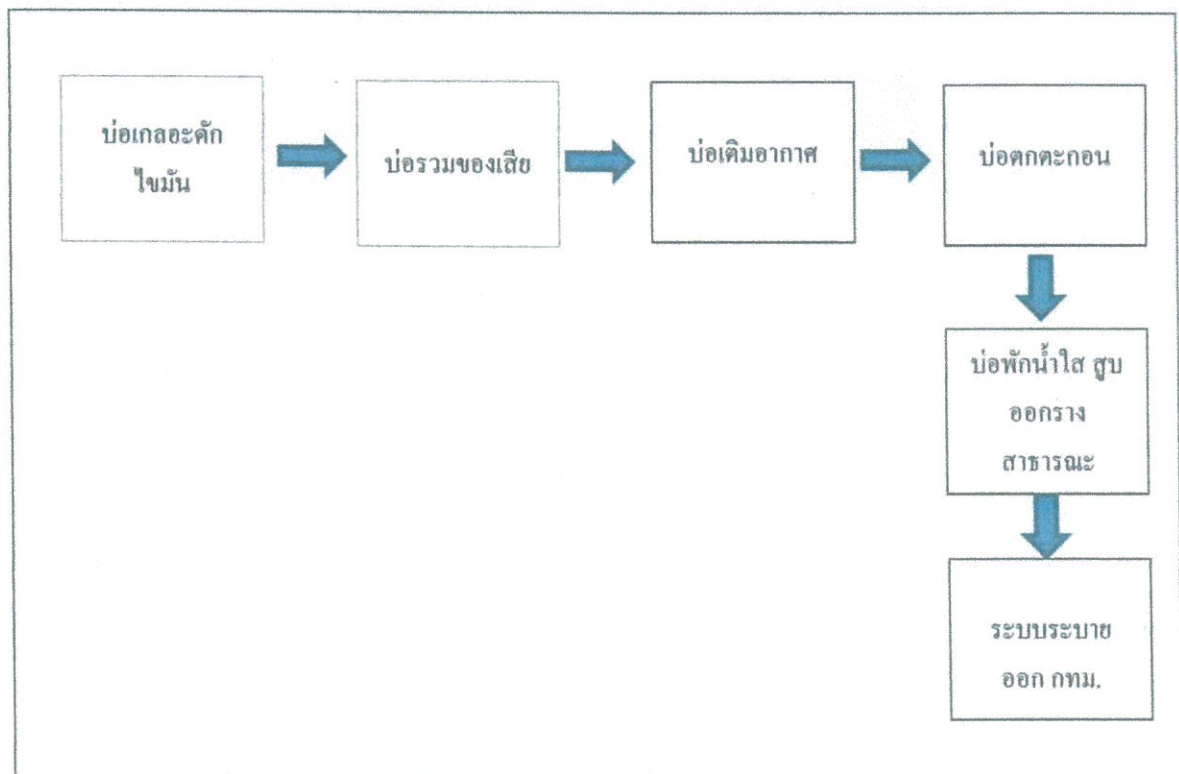 บ่อเกลอะดัก
ไขมัน
บ่อรวมของเสีย
บ่อเติมอากาศ
บ่อตกตะกอน
บ่อพักน้ำใส สูบ
ออกราง
สาธารณะ
ระบบระบาย
ออก กทม.